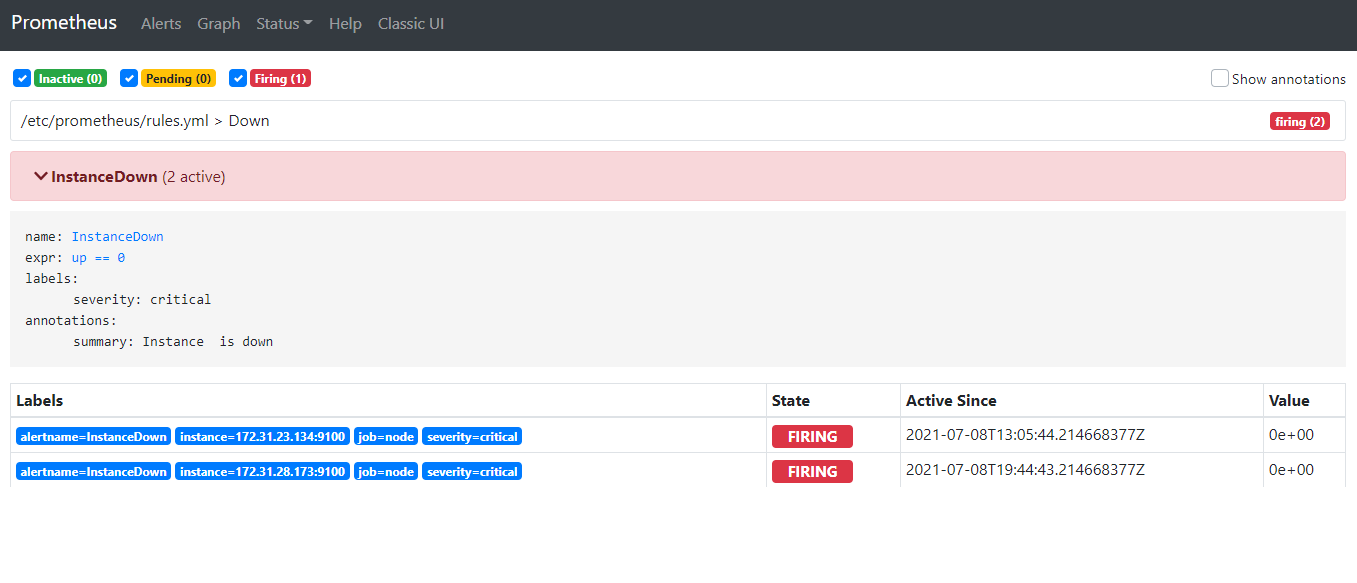 Prometheus Alerts Graph Status Help Classic UI
Inactive (0) Pending (0) Firing (1) Show annotations
/etc/prometheus/rules.yml > Down firing (2)
InstanceDown (2 active)
name: InstanceDown
expr: up == 0
labels:
severity: critical
annotations:
summary: Instance  is down
Labels State Active Since Value
alertname=InstanceDown instance=172.31.23.134:9100 job=node severity=critical FIRING 2021-07-08T13:05:44.214668377Z 0e+00
alertname=InstanceDown instance=172.31.28.173:9100 job=node severity=critical FIRING 2021-07-08T19:44:43.214668377Z 0e+00